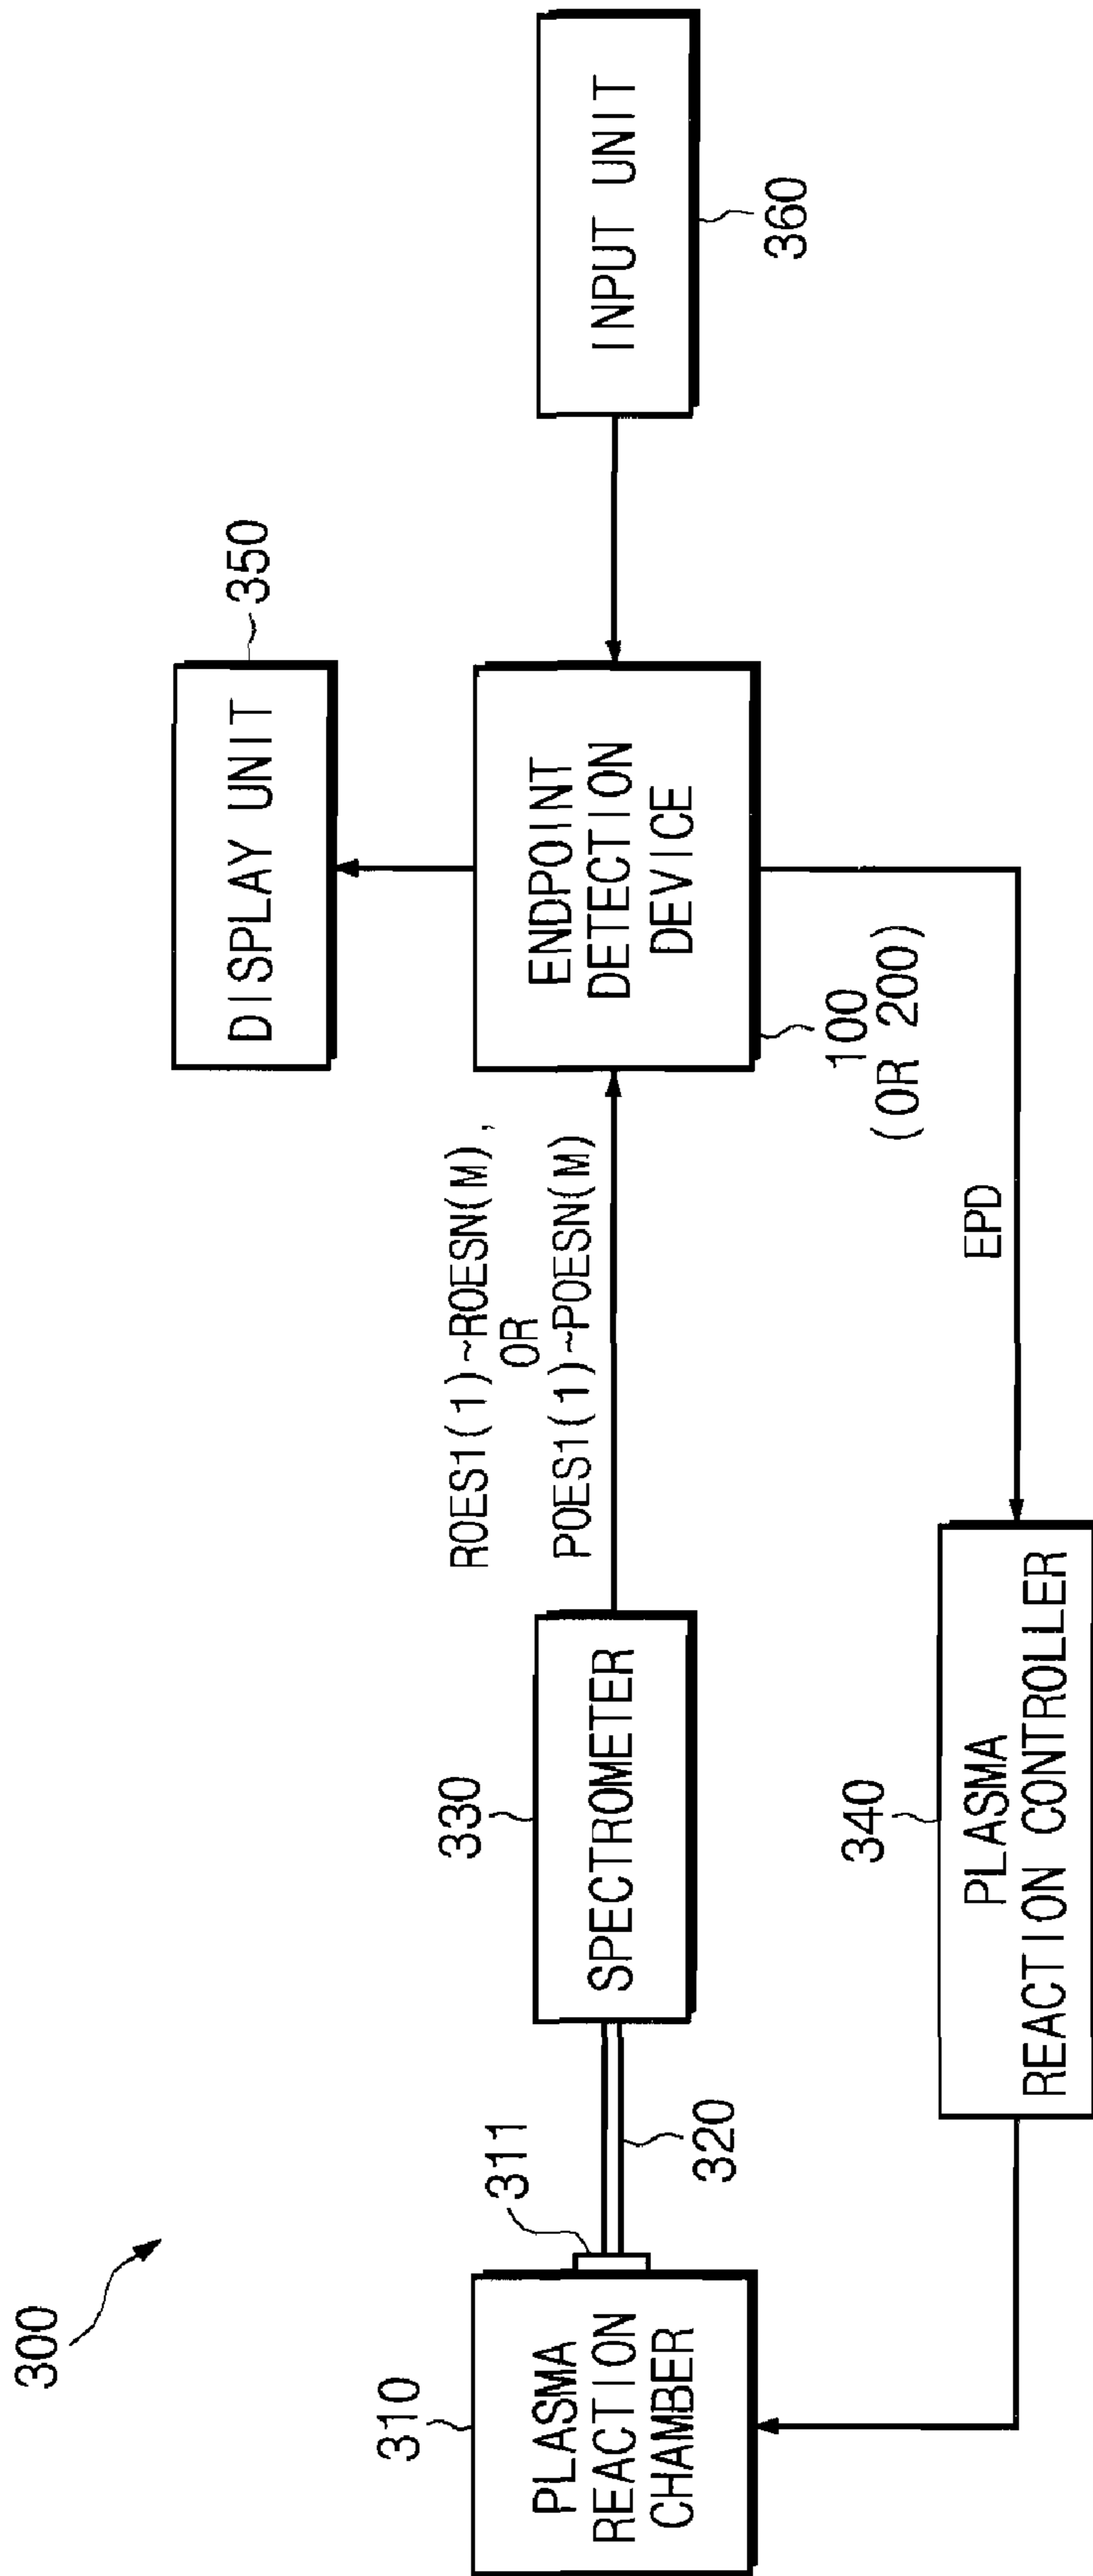 300
310
PLASMA
REACTION
CHAMBER
311
320
330
SPECTROMETER
ROES1(1)~ROESN(M),
OR
POES1(1)~POESN(M)
350
DISPLAY UNIT
ENDPOINT
DETECTION
DEVICE
100
(OR 200)
INPUT UNIT
360
340
PLASMA
REACTION CONTROLLER
EPD